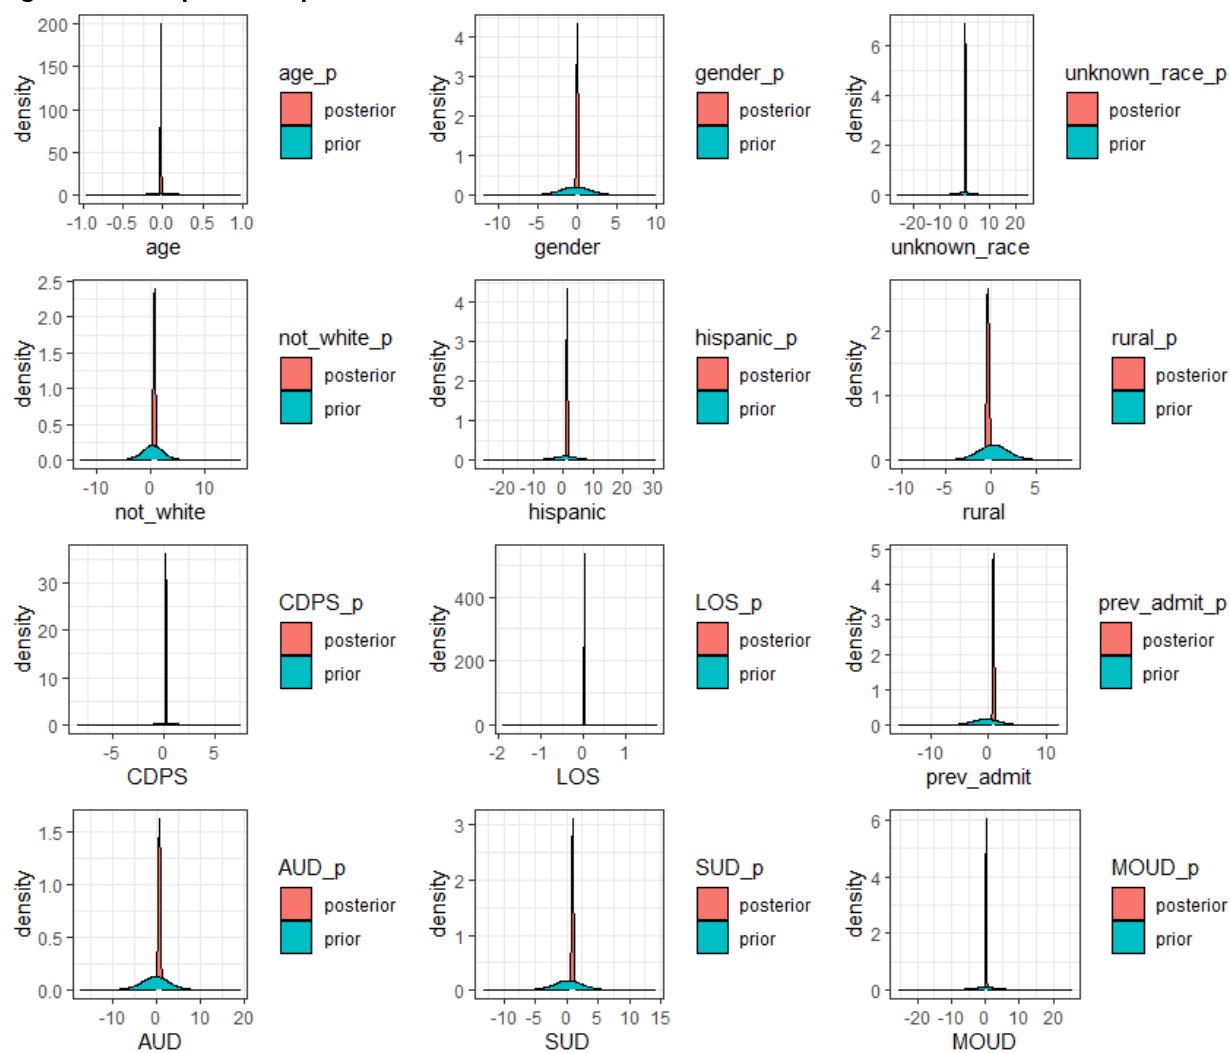 200
150
100
50
0
density
-1.0 -0.5 0.0 0.5 1.0
age
age_p
posterior
prior
4
3
2
1
0
density
-10 -5 0 5 10
gender
gender_p
posterior
prior
6
4
2
0
density
-20 -10 0 10 20
unknown_race
unknown_race_p
posterior
prior
2.5
2.0
1.5
1.0
0.5
0.0
density
-10 0 10
not_white
not_white_p
posterior
prior
4
3
2
1
0
density
-20 -10 0 10 20 30
hispanic
hispanic_p
posterior
prior
2
1
0
density
-10 -5 0 5
rural
rural_p
posterior
prior
30
20
10
0
density
-5 0 5
CDPS
CDPS_p
posterior
prior
400
200
0
density
-2 -1 0 1
LOS
LOS_p
posterior
prior
5
4
3
2
1
0
density
-10 0 10
prev_admit
prev_admit_p
posterior
prior
1.5
1.0
0.5
0.0
density
-10 0 10 20
AUD
AUD_p
posterior
prior
3
2
1
0
density
-10 -5 0 5 10 15
SUD
SUD_p
posterior
prior
6
4
2
0
density
-20 -10 0 10 20
MOUD
MOUD_p
posterior
prior